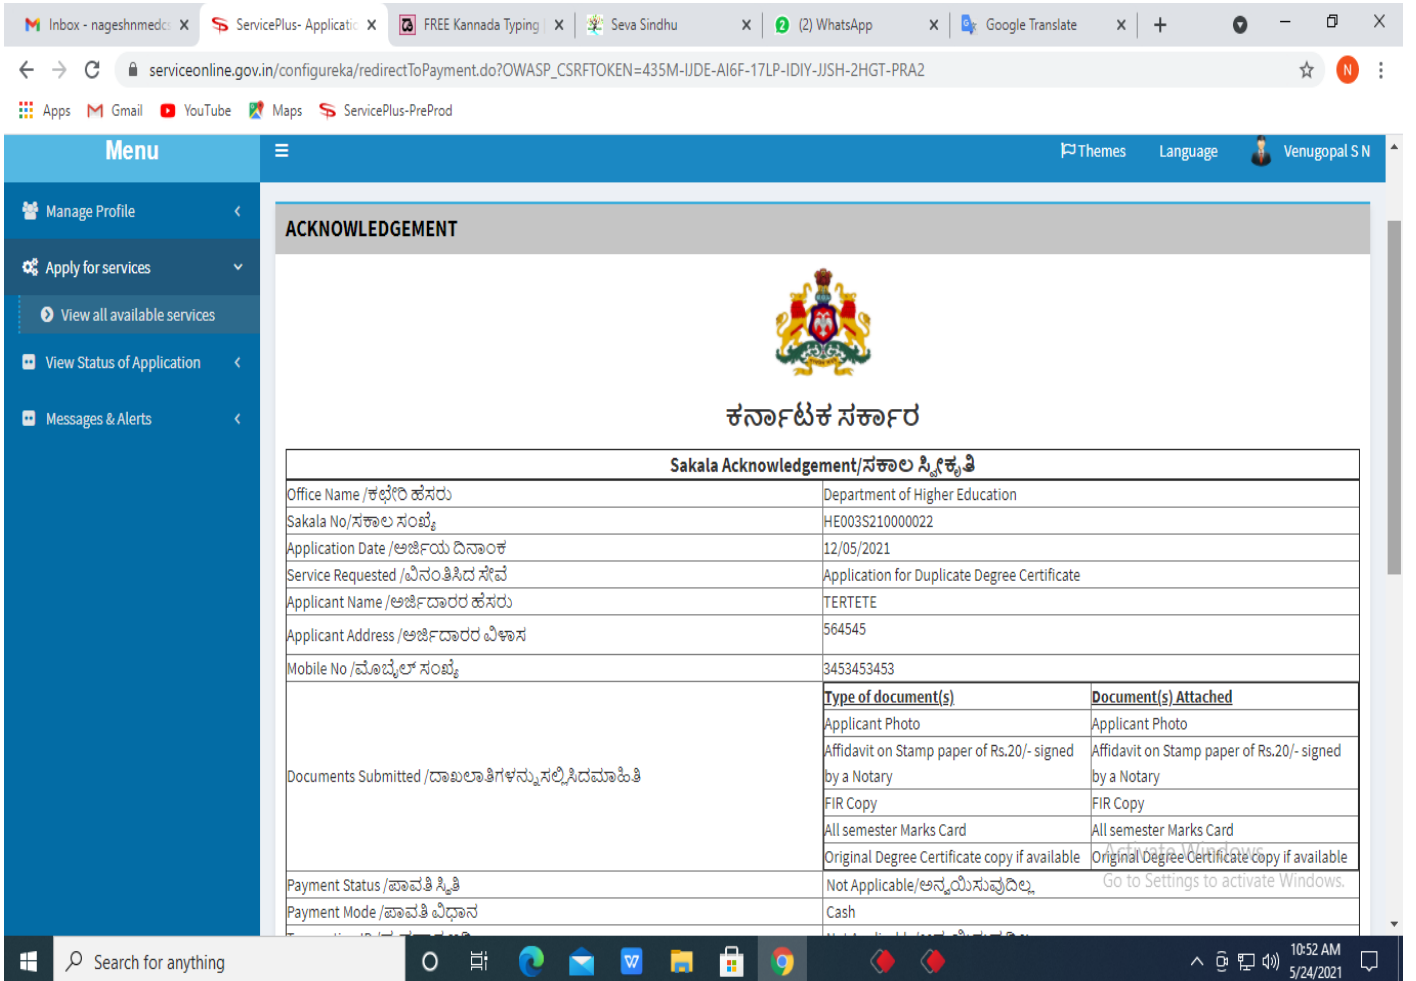 Inbox - nageshnmedcs
ServicePlus- Applicatic
FREE Kannada Typing
Seva Sindhu
(2) WhatsApp
Google Translate
serviceonline.gov.in/configureka/redirectToPayment.do?OWASP_CSRFTOKEN=435M-IJDE-AI6F-17LP-IDIY-JJSH-2HGT-PRA2
N
Apps Gmail YouTube Maps ServicePlus-PreProd
Menu
Themes Language Venugopal S N
Manage Profile
Apply for services
View all available services
View Status of Application
Messages & Alerts
ACKNOWLEDGEMENT
ಕರ್ನಾಟಕ ಸರ್ಕಾರ
Sakala Acknowledgement/ಸಕಾಲ ಸ್ವೀಕೃತಿ
Office Name /ಕಛೇರಿ ಹೆಸರು Department of Higher Education
Sakala No/ಸಕಾಲ ಸಂಖ್ಯೆ HE003S210000022
Application Date /ಅರ್ಜಿಯ ದಿನಾಂಕ 12/05/2021
Service Requested /ವಿನಂತಿಸಿದ ಸೇವೆ Application for Duplicate Degree Certificate
Applicant Name /ಅರ್ಜಿದಾರರ ಹೆಸರು TERTETE
Applicant Address /ಅರ್ಜಿದಾರರ ವಿಳಾಸ 564545
Mobile No /ಮೊಬೈಲ್ ಸಂಖ್ಯೆ 3453453453
Documents Submitted /ದಾಖಲಾತಿಗಳನ್ನು ಸಲ್ಲಿಸಿದಮಾಹಿತಿ
Type of document(s) Document(s) Attached
Applicant Photo Applicant Photo
Affidavit on Stamp paper of Rs.20/- signed by a Notary Affidavit on Stamp paper of Rs.20/- signed by a Notary
FIR Copy FIR Copy
All semester Marks Card All semester Marks Card
Original Degree Certificate copy if available Original Degree Certificate copy if available
Payment Status /ಪಾವತಿ ಸ್ಥಿತಿ Not Applicable/ಅನ್ವಯಿಸುವುದಿಲ್ಲ
Payment Mode /ಪಾವತಿ ವಿಧಾನ Cash
Activate Windows
Go to Settings to activate Windows.
Search for anything
10:52 AM
5/24/2021